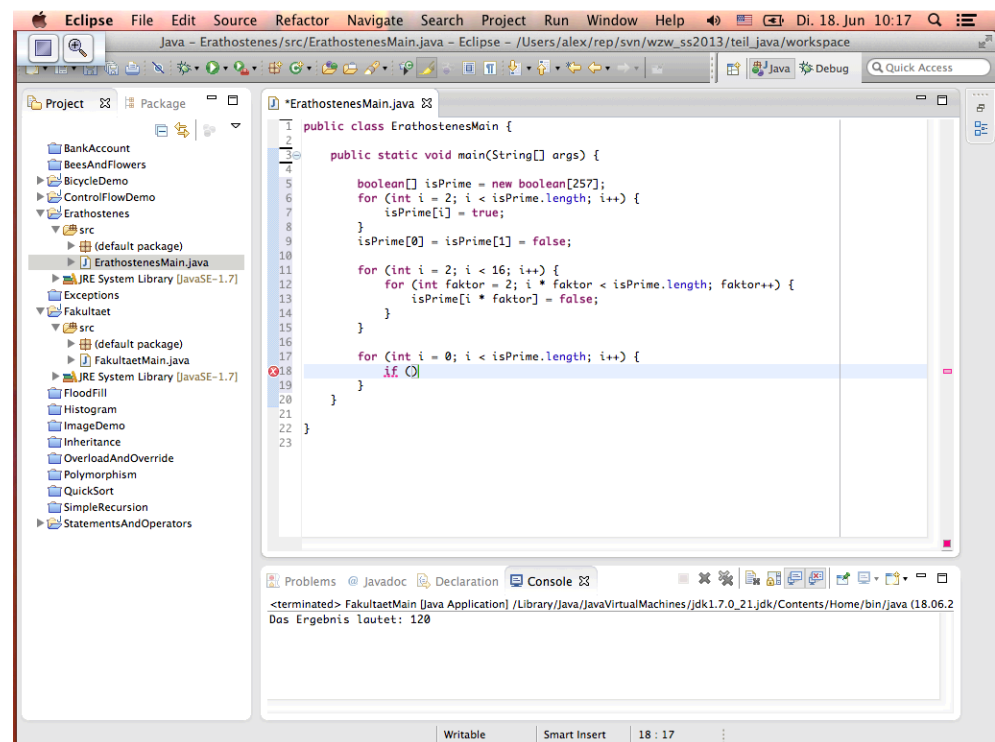 Eclipse File Edit Source Refactor Navigate Search Project Run Window Help Di. 18. Jun 10:17
Java – Erathostenes/src/ErathostenesMain.java – Eclipse – /Users/alex/rep/svn/wzw_ss2013/teil_java/workspace
Java Debug Quick Access
Project Package
BankAccount
BeesAndFlowers
BicycleDemo
ControlFlowDemo
Erathostenes
src
(default package)
ErathostenesMain.java
JRE System Library [JavaSE-1.7]
Exceptions
Fakultaet
src
(default package)
FakultaetMain.java
JRE System Library [JavaSE-1.7]
FloodFill
Histogram
ImageDemo
Inheritance
OverloadAndOverride
Polymorphism
QuickSort
SimpleRecursion
StatementsAndOperators
*ErathostenesMain.java
1 public class ErathostenesMain {
2
3 public static void main(String[] args) {
4
5 boolean[] isPrime = new boolean[257];
6 for (int i = 2; i < isPrime.length; i++) {
7 isPrime[i] = true;
8 }
9 isPrime[0] = isPrime[1] = false;
10
11 for (int i = 2; i < 16; i++) {
12 for (int faktor = 2; i * faktor < isPrime.length; faktor++) {
13 isPrime[i * faktor] = false;
14 }
15 }
16
17 for (int i = 0; i < isPrime.length; i++) {
18 if ()
19 }
20 }
21
22 }
23
Problems @ Javadoc Declaration Console
<terminated> FakultaetMain [Java Application] /Library/Java/JavaVirtualMachines/jdk1.7.0_21.jdk/Contents/Home/bin/java (18.06.2
Das Ergebnis lautet: 120
Writable Smart Insert 18 : 17